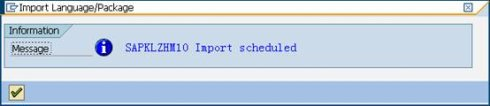 Import Language/Package
Information
Message
SAPKLZHM10 Import scheduled